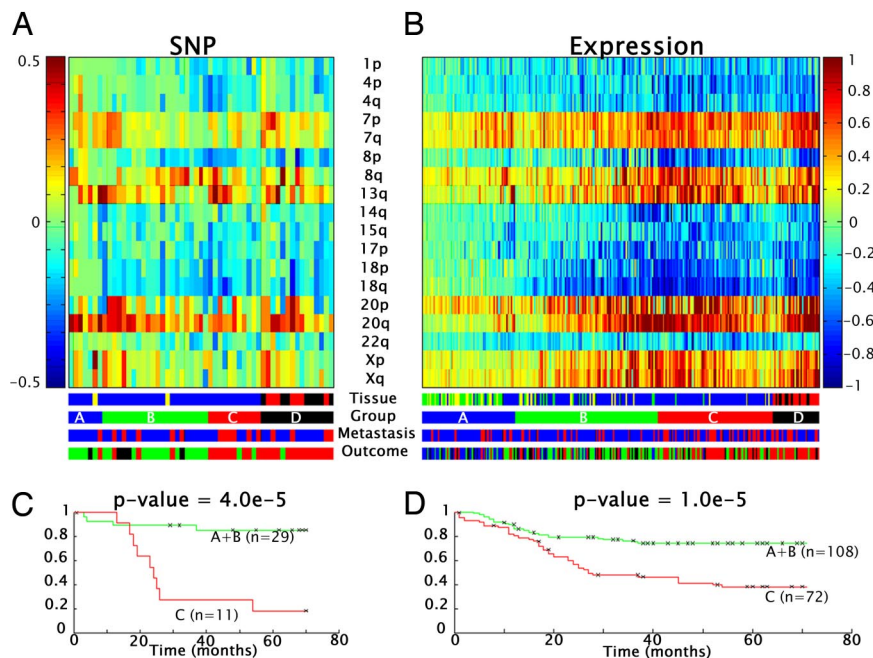 A
B
SNP
Expression
0.5
0
−0.5
1p
4p
4q
7p
7q
8p
8q
13q
14q
15q
17p
18p
18q
20p
20q
22q
Xp
Xq
1
0.8
0.6
0.4
0.2
0
−0.2
−0.4
−0.6
−0.8
−1
Tissue
A B C D Group A B C D
Metastasis
Outcome
C
p-value = 4.0e-5
1
0.8
0.6
0.4
0.2
0
0 20 40 60 80
Time (months)
A+B (n=29)
C (n=11)
D
p-value = 1.0e-5
1
0.8
0.6
0.4
0.2
0
0 20 40 60 80
Time (months)
A+B (n=108)
C (n=72)